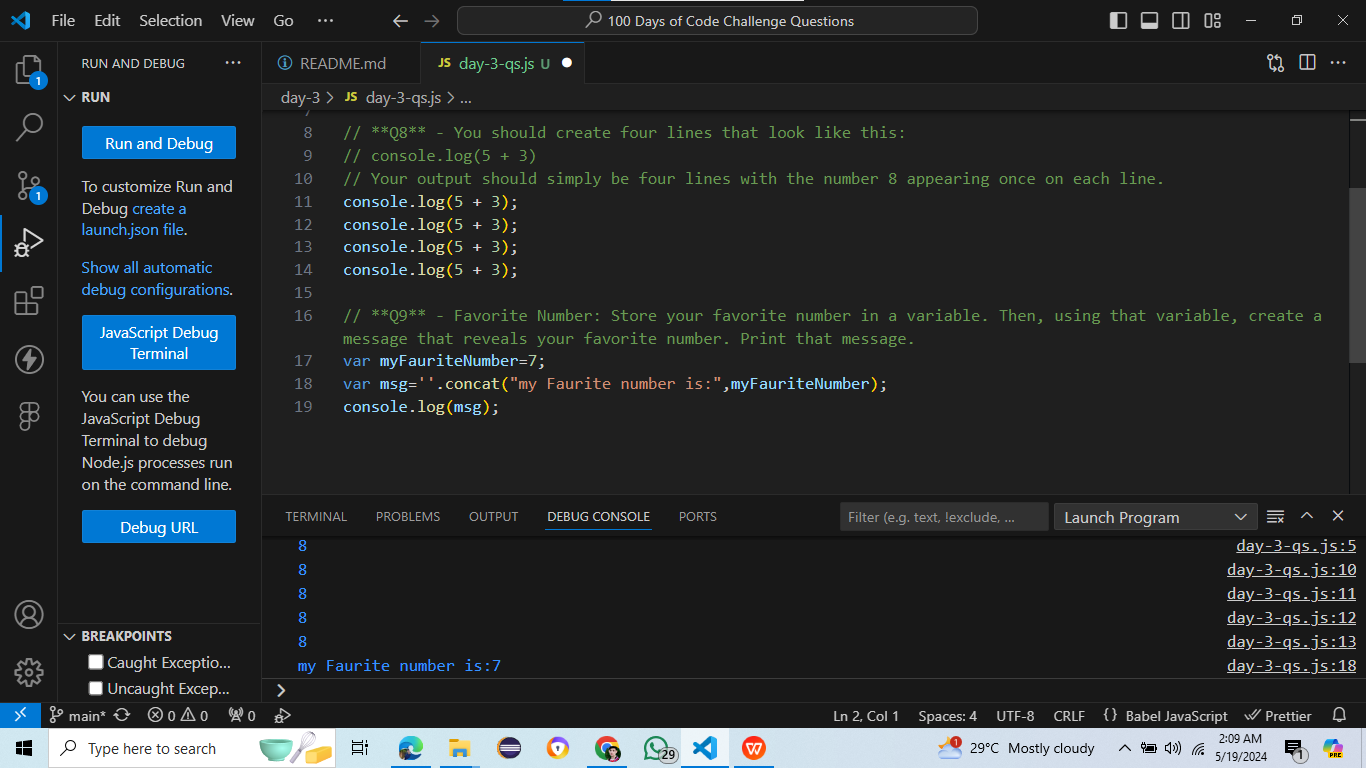 File Edit Selection View Go ··· 100 Days of Code Challenge Questions
RUN AND DEBUG ···
README.md
JS day-3-qs.js U
day-3 > JS day-3-qs.js > ...
RUN
Run and Debug
To customize Run and
Debug create a
launch.json file.
Show all automatic
debug configurations.
JavaScript Debug
Terminal
You can use the
JavaScript Debug
Terminal to debug
Node.js processes run
on the command line.
Debug URL
BREAKPOINTS
Caught Exceptio...
Uncaught Excep...
1
1
7
8 // **Q8** - You should create four lines that look like this:
9 // console.log(5 + 3)
10 // Your output should simply be four lines with the number 8 appearing once on each line.
11 console.log(5 + 3);
12 console.log(5 + 3);
13 console.log(5 + 3);
14 console.log(5 + 3);
15
16 // **Q9** - Favorite Number: Store your favorite number in a variable. Then, using that variable, create a
message that reveals your favorite number. Print that message.
17 var myFauriteNumber=7;
18 var msg=''.concat("my Faurite number is:",myFauriteNumber);
19 console.log(msg);
TERMINAL PROBLEMS OUTPUT DEBUG CONSOLE PORTS Filter (e.g. text, !exclude, ... Launch Program
8 day-3-qs.js:5
8 day-3-qs.js:10
8 day-3-qs.js:11
8 day-3-qs.js:12
8 day-3-qs.js:13
my Faurite number is:7 day-3-qs.js:18
>
main* 0 0 0 Ln 2, Col 1 Spaces: 4 UTF-8 CRLF {} Babel JavaScript Prettier
Type here to search 29 W 1 29°C Mostly cloudy 2:09 AM
5/19/2024 1 PRE